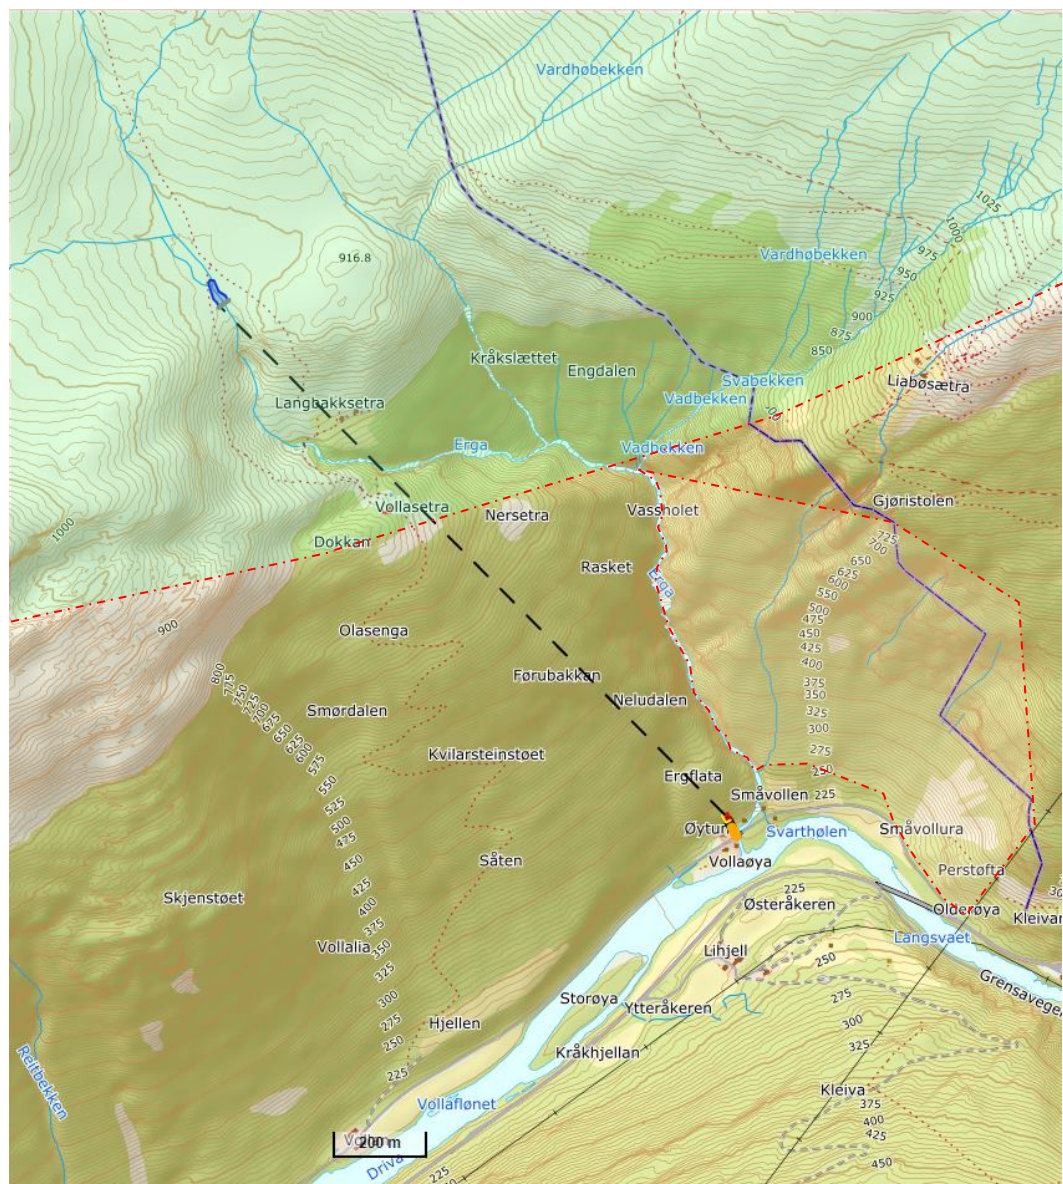 Vardhøbekken
1025
1000
975
950
925
900
875
850
Vardhøbekken
916.8
Kråkslættet
Engdalen
Svabekken
Vadbekken
Liabøsætra
Langbakksetra
Erga
Vadbekken
Vollasetra
Nersetra
Vassholet
Gjøristolen
1000
Dokkan
725
700
650
625
600
550
500
475
450
425
400
375
350
325
300
275
250
225
Rasket
Erga
900
Olasenga
Førubakkan
Neludalen
800
775
750
725
700
675
650
625
600
575
550
525
500
475
450
425
400
375
350
325
300
275
250
225
Smørdalen
Kvilarsteinstøet
Ergflata
Småvollen
Øytun
Svarthølen
Småvollura
Vollaøya
Såten
Perstøfta
225
Skjenstøet
Østeråkeren
Olderøya
Kleivan
Vollalia
Lihjell
Langsvaet
250
Storøya
Ytteråkeren
275
Grensavegen
Hjellen
300
325
Kråkhjellan
Reitbekken
Kleiva
Vollaflønet
375
400
425
200 m
Driva
225
450